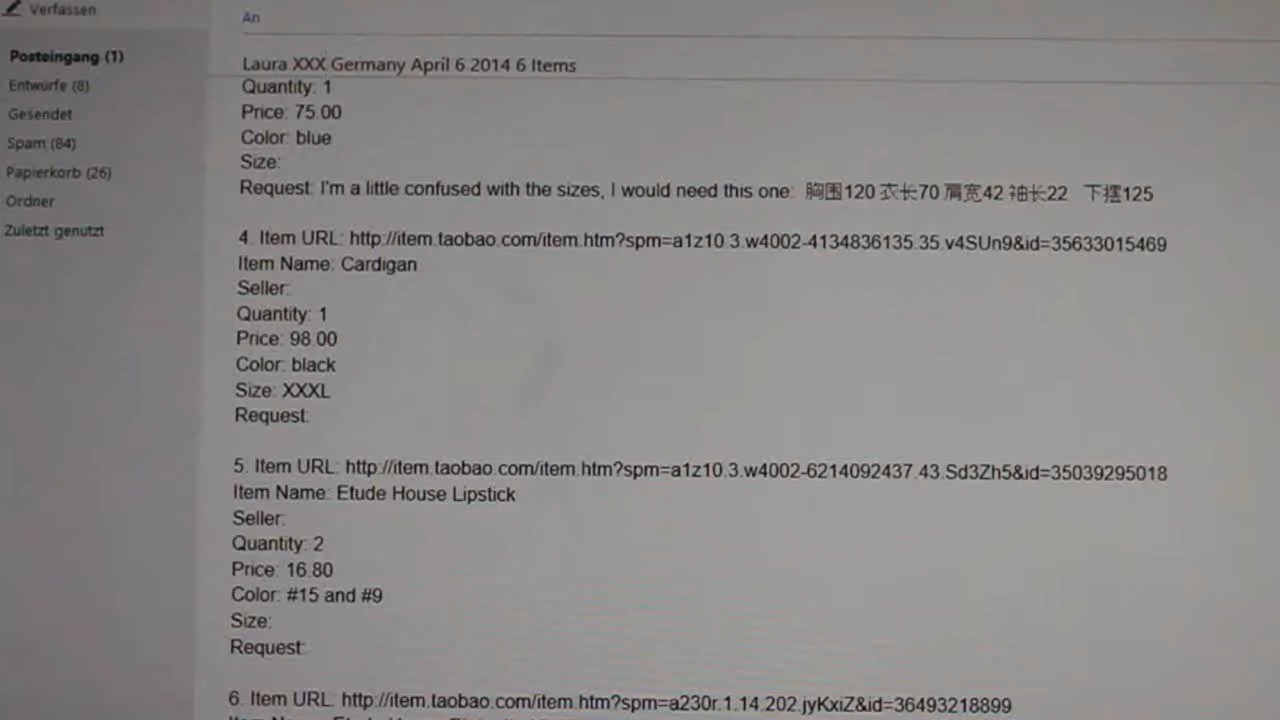 Verfassen
Posteingang (1)
Entwürfe (8)
Gesendet
Spam (84)
Papierkorb (26)
Ordner
Zuletzt genutzt
An
Laura XXX Germany April 6 2014 6 Items
Quantity: 1
Price: 75.00
Color: blue
Size:
Request: I'm a little confused with the sizes, I would need this one: 胸围120 衣长70 肩宽42 袖长22 下摆125
4. Item URL: http://item.taobao.com/item.htm?spm=a1z10.3.w4002-4134836135.35.v4SUn9&id=35633015469
Item Name: Cardigan
Seller:
Quantity: 1
Price: 98.00
Color: black
Size: XXXL
Request:
5. Item URL: http://item.taobao.com/item.htm?spm=a1z10.3.w4002-6214092437.43.Sd3Zh5&id=35039295018
Item Name: Etude House Lipstick
Seller:
Quantity: 2
Price: 16.80
Color: #15 and #9
Size:
Request:
6. Item URL: http://item.taobao.com/item.htm?spm=a230r.1.14.202.jyKxiZ&id=36493218899